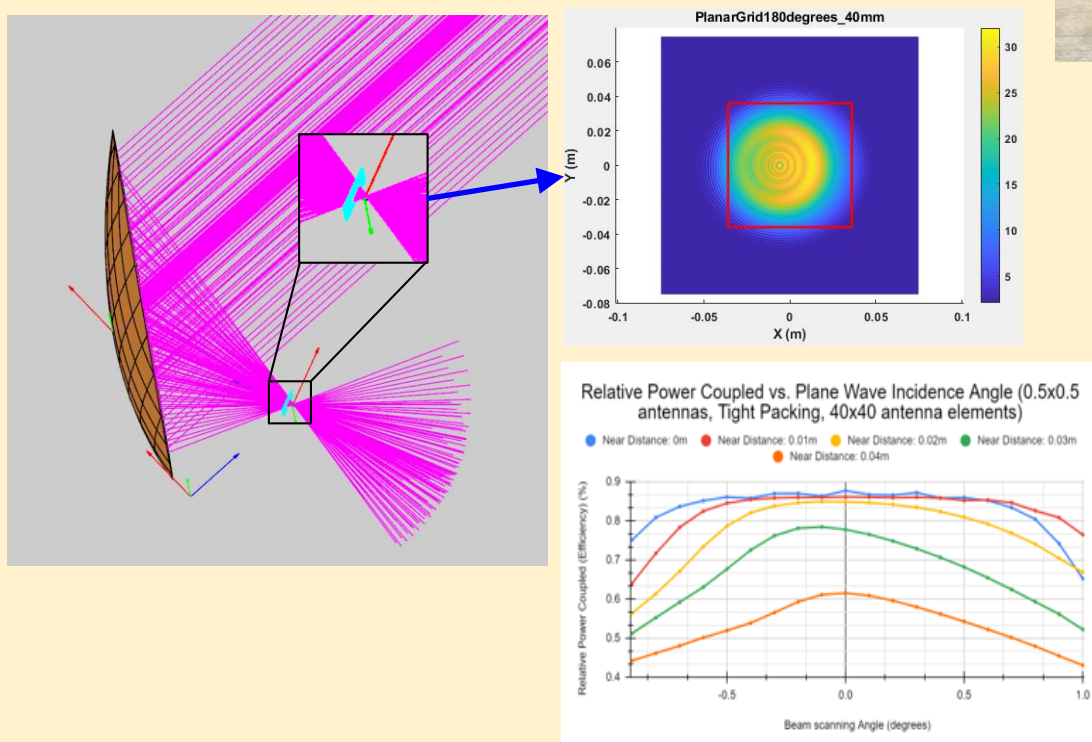 PlanarGrid180degrees_40mm
0.06
0.04
0.02
0
-0.02
-0.04
-0.06
-0.08
Y (m)
-0.1
-0.05
0
0.05
0.1
X (m)
30
25
20
15
10
5
Relative Power Coupled vs. Plane Wave Incidence Angle (0.5x0.5
antennas, Tight Packing, 40x40 antenna elements)
Near Distance: 0m
Near Distance: 0.01m
Near Distance: 0.02m
Near Distance: 0.03m
Near Distance: 0.04m
Relative Power Coupled (Efficiency) (%)
0.9
0.8
0.7
0.6
0.5
0.4
-0.5
0.0
0.5
1.0
Beam scanning Angle (degrees)